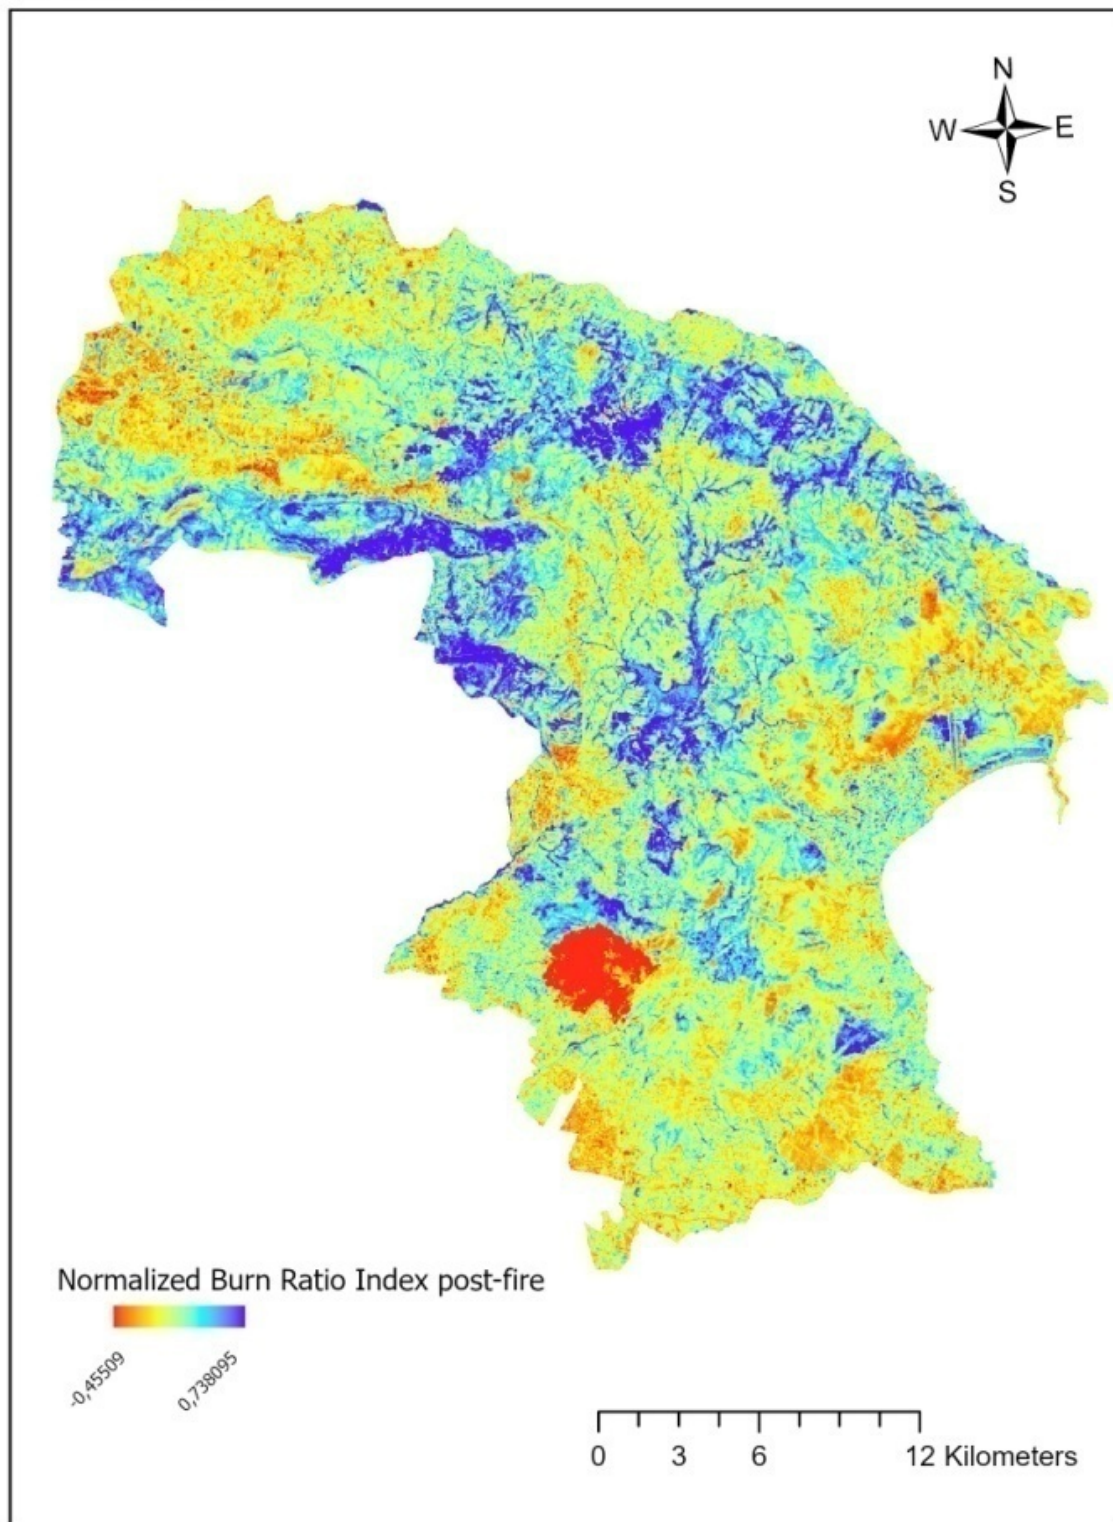 N
W E
S
Normalized Burn Ratio Index post-fire
-0,45509 0,738095
0 3 6 12 Kilometers